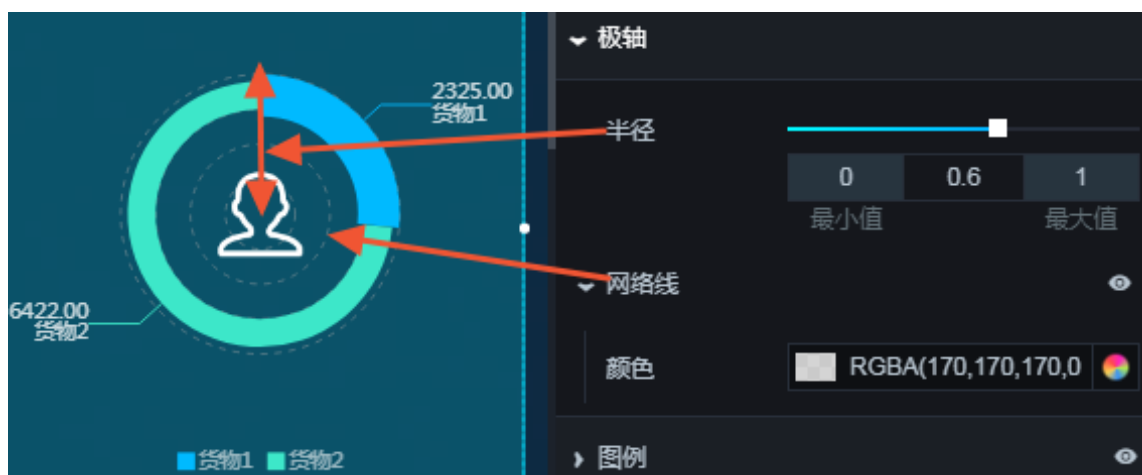 2325.00
货物1
6422.00
货物2
货物1 货物2
极轴
半径
0 0.6 1
最小值 最大值
网络线
颜色 RGBA(170,170,170,0
图例